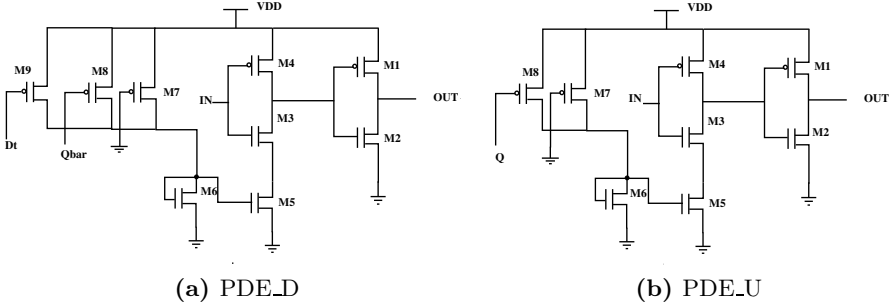 VDD
M9
M8
M7
M4
M1
IN
OUT
M3
M2
Dt
Qbar
M6
M5
(a) PDE_D
VDD
M8
M7
M4
M1
IN
OUT
M3
M2
Q
M6
M5
(b) PDE_U